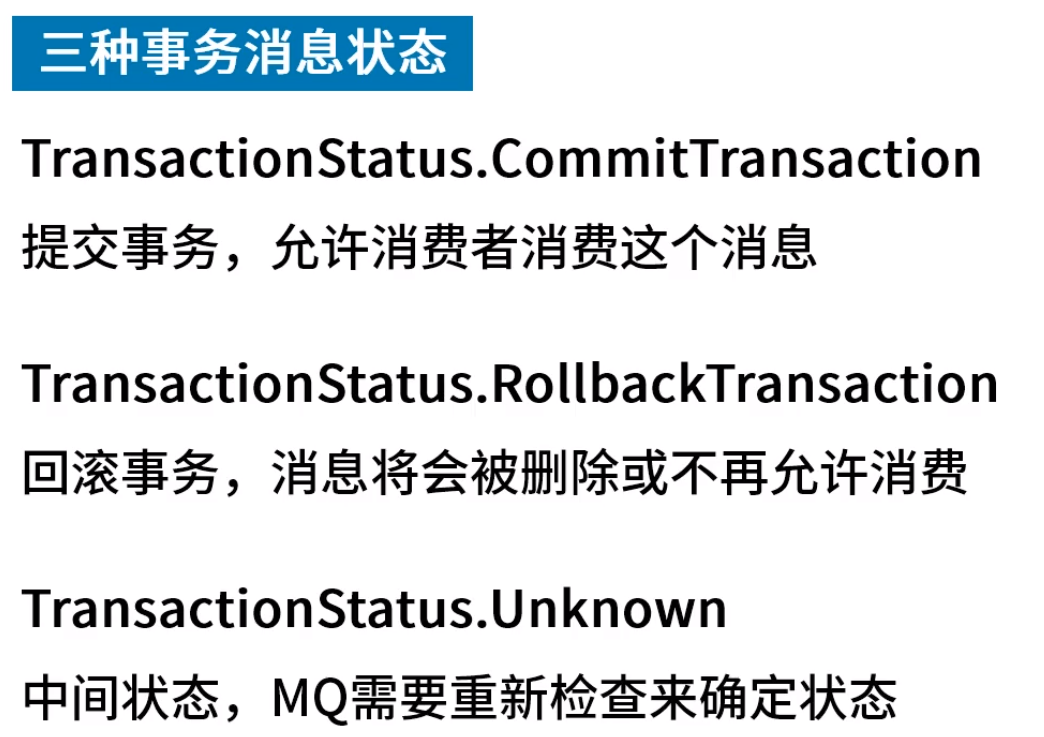 三种事务消息状态
TransactionStatus.CommitTransaction
提交事务，允许消费者消费这个消息
TransactionStatus.RollbackTransaction
回滚事务，消息将会被删除或不再允许消费
TransactionStatus.Unknown
中间状态，MQ需要重新检查来确定状态